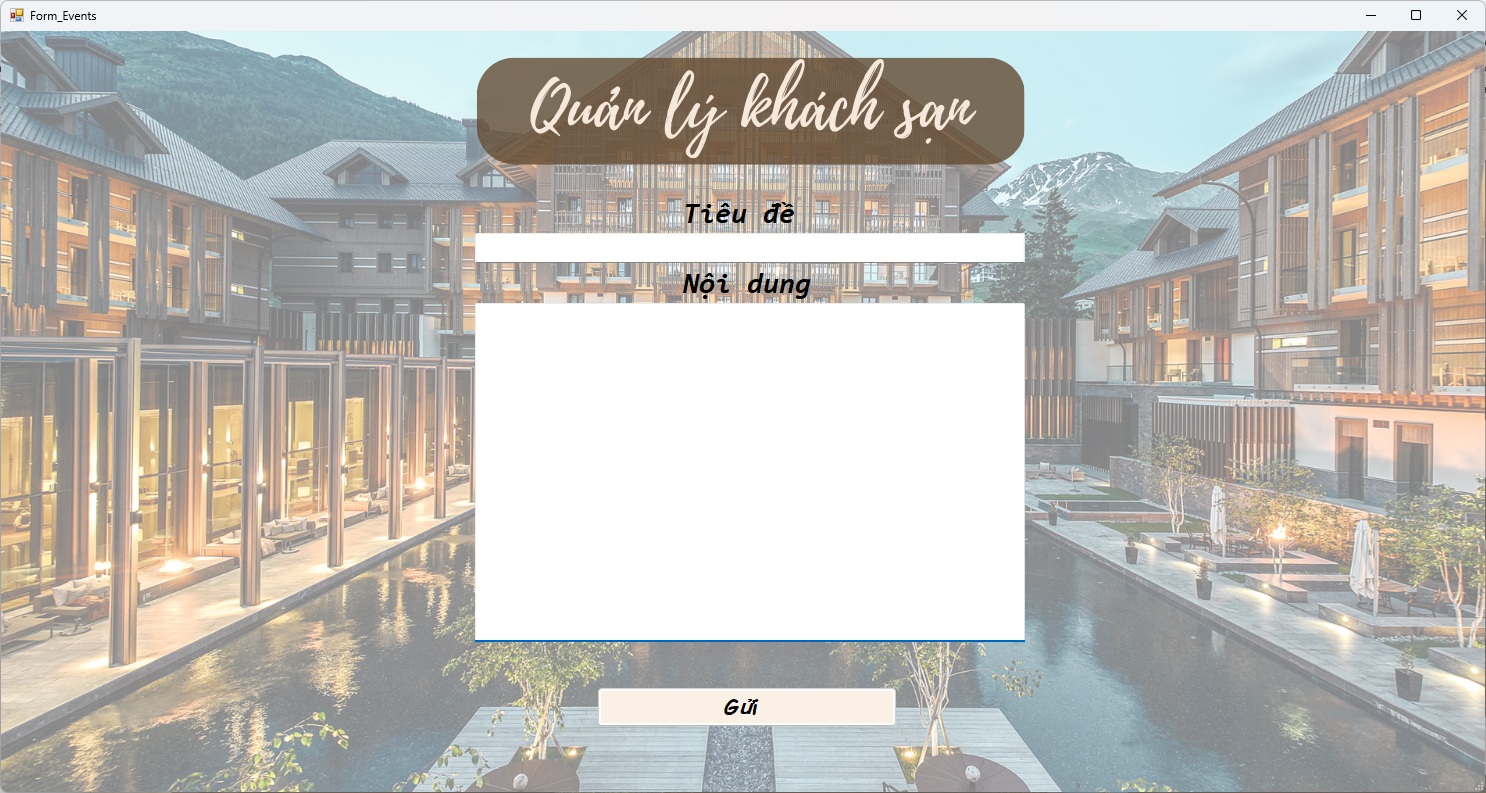 Form_Events
Quản lý khách sạn
Tiêu đề
Nội dung
Gửi